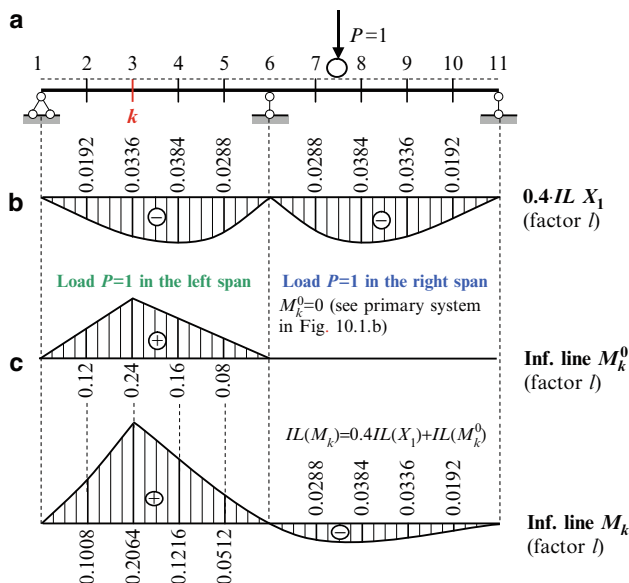 a
P=1
1 2 3 4 5 6 7 8 9 10 11
k
0.0192 0.0336 0.0384 0.0288 0.0288 0.0384 0.0336 0.0192
b
− −
0.4·IL X₁
(factor l)
Load P=1 in the left span
Load P=1 in the right span
M⁰ₖ=0 (see primary system
in Fig. 10.1.b)
+
Inf. line M⁰ₖ
(factor l)
c
0.12 0.24 0.16 0.08
IL(Mₖ)=0.4IL(X₁)+IL(M⁰ₖ)
0.0288 0.0384 0.0336 0.0192
+ −
Inf. line Mₖ
(factor l)
0.1008 0.2064 0.1216 0.0512